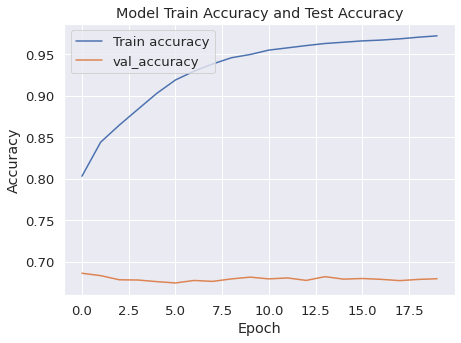 Model Train Accuracy and Test Accuracy
Train accuracy
val_accuracy
Accuracy
0.95
0.90
0.85
0.80
0.75
0.70
0.0 2.5 5.0 7.5 10.0 12.5 15.0 17.5
Epoch